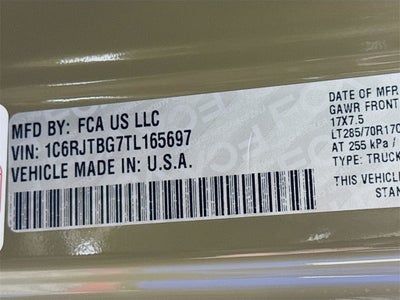 MFD BY: FCA US LLC
VIN: 1C6RJTBG7TL165697
VEHICLE MADE IN: U.S.A.
DATE OF MFR
GAWR FRONT
17X7.5
LT285/70R17C
AT 255 kPa /
TYPE: TRUCK
THIS VEHICLE
STAN